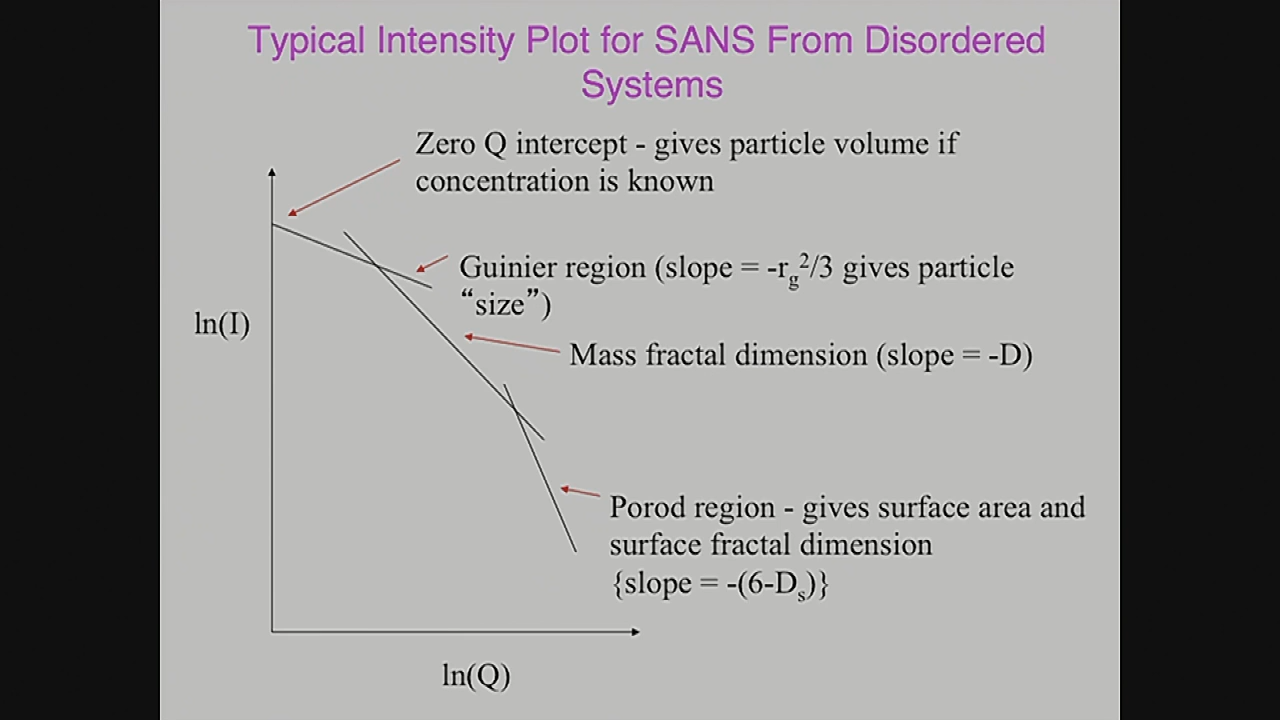 Typical Intensity Plot for SANS From Disordered
Systems
Zero Q intercept - gives particle volume if
concentration is known
Guinier region (slope = -r_g²/3 gives particle
“size”)
ln(I)
Mass fractal dimension (slope = -D)
Porod region - gives surface area and
surface fractal dimension
{slope = -(6-D_s)}
ln(Q)